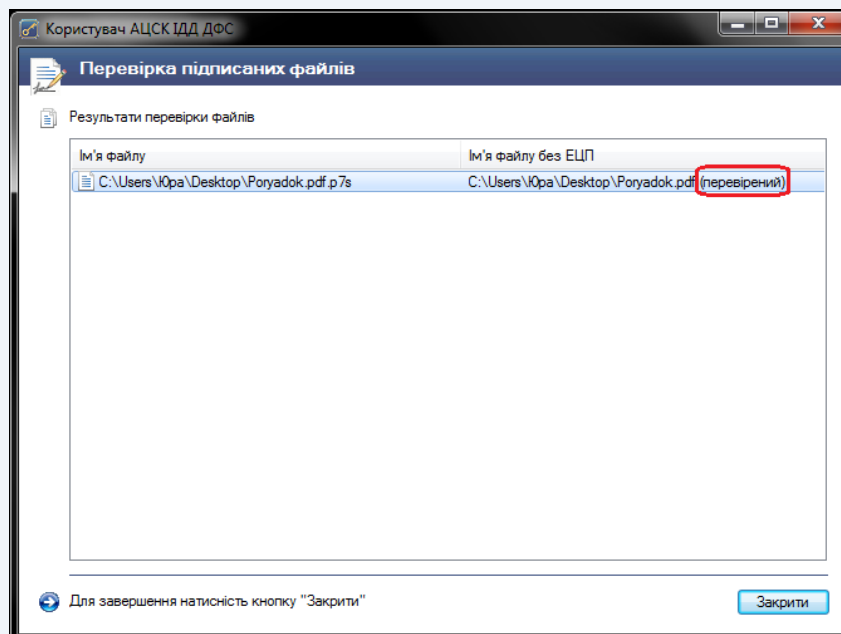 Користувач АЦСК ІДД ДФС
Перевірка підписаних файлів
Результати перевірки файлів
Ім'я файлу Ім'я файлу без ЕЦП
C:\Users\Юра\Desktop\Poryadok.pdf.p7s C:\Users\Юра\Desktop\Poryadok.pdf (перевірений)
Для завершення натисність кнопку "Закрити" Закрити